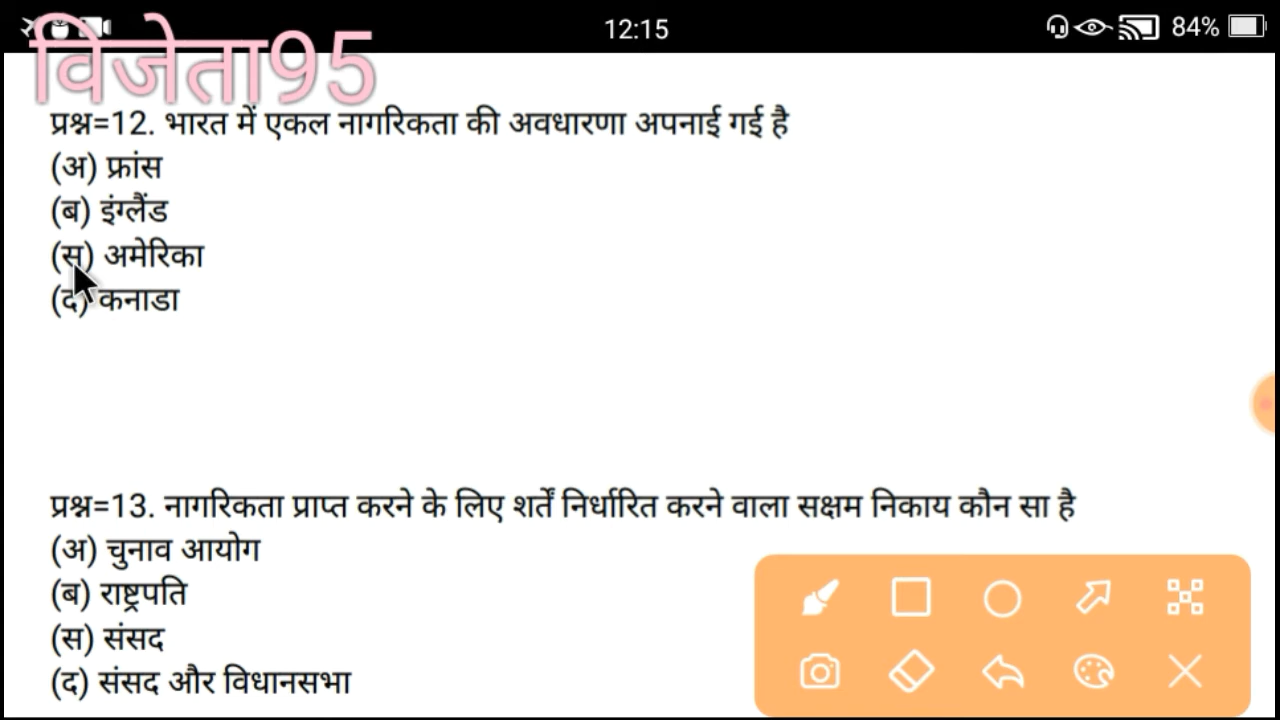 12:15
84%
विजेता95
प्रश्न=12. भारत में एकल नागरिकता की अवधारणा अपनाई गई है
(अ) फ्रांस
(ब) इंग्लैंड
(स) अमेरिका
(द) कनाडा
प्रश्न=13. नागरिकता प्राप्त करने के लिए शर्तें निर्धारित करने वाला सक्षम निकाय कौन सा है
(अ) चुनाव आयोग
(ब) राष्ट्रपति
(स) संसद
(द) संसद और विधानसभा